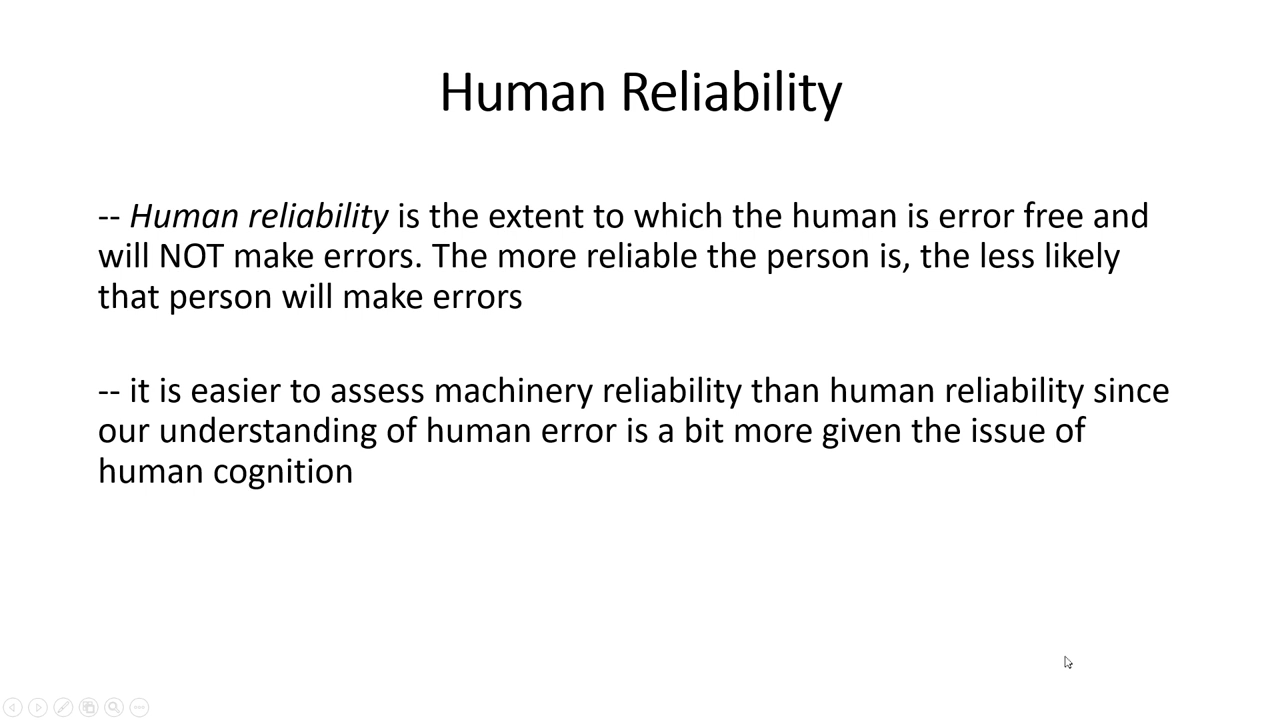 Human Reliability
-- Human reliability is the extent to which the human is error free and
will NOT make errors. The more reliable the person is, the less likely
that person will make errors
-- it is easier to assess machinery reliability than human reliability since
our understanding of human error is a bit more given the issue of
human cognition